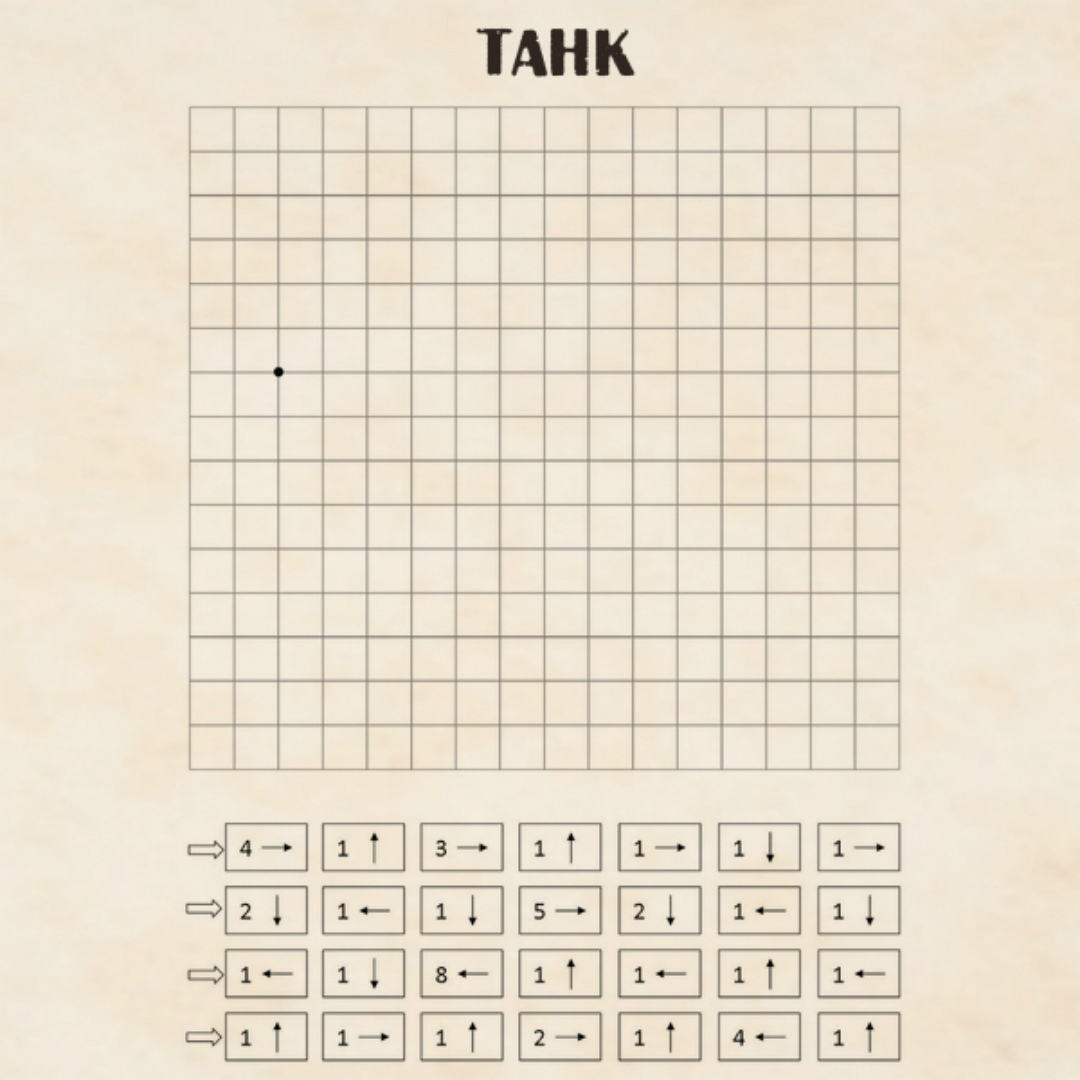 ТАНК
⇨ 4 → 1 ↑ 3 → 1 ↑ 1 → 1 ↓ 1 →
⇨ 2 ↓ 1 ← 1 ↓ 5 → 2 ↓ 1 ← 1 ↓
⇨ 1 ← 1 ↓ 8 ← 1 ↑ 1 ← 1 ↑ 1 ←
⇨ 1 ↑ 1 → 1 ↑ 2 → 1 ↑ 4 ← 1 ↑